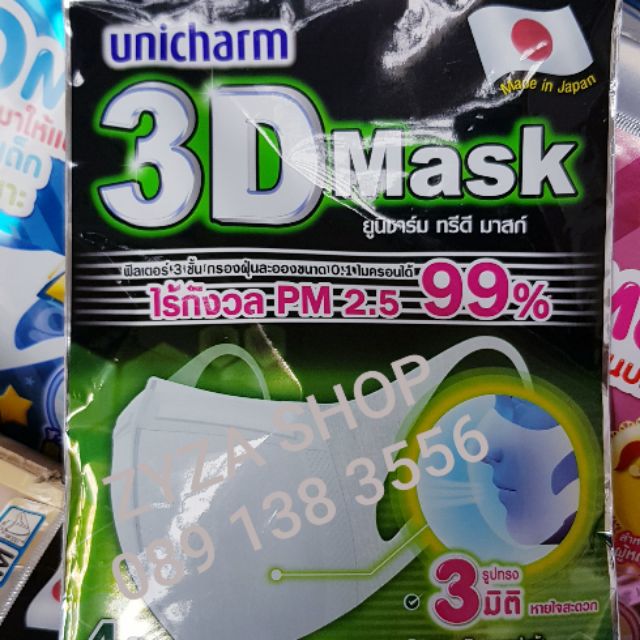 unicharm
Made in Japan
3D Mask
ยูนิชาร์ม ทรีดี มาสก์
ฟิลเตอร์ 3 ชั้น กรองฝุ่นละอองขนาด 0.1 ไมครอนได้
ไร้กังวล PM 2.5 99%
ZYZA SHOP
089 138 3556
3 รูปทรง
มิติ หายใจสะดวก